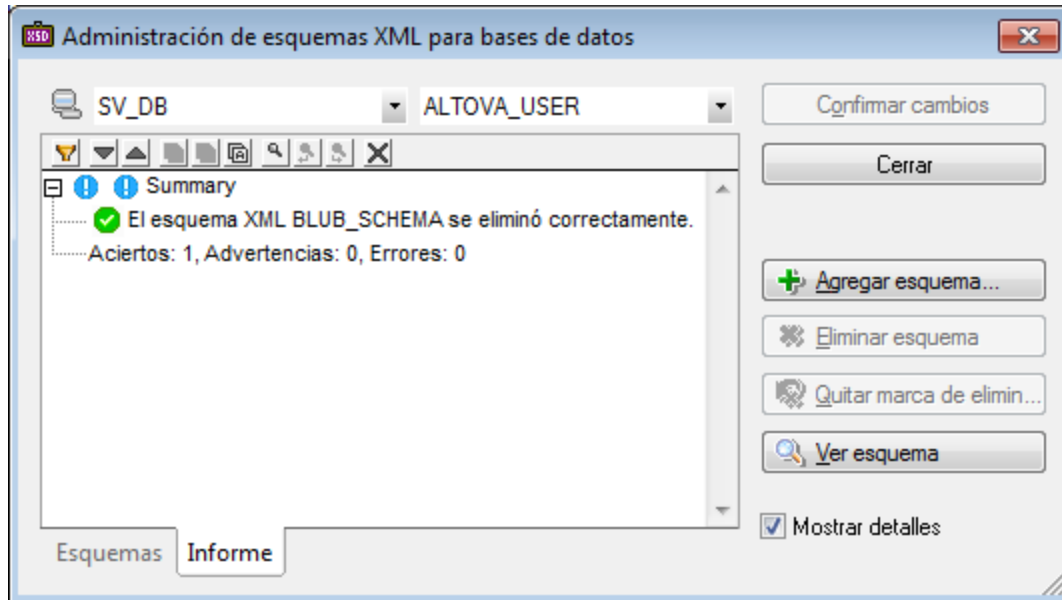 XSD Administración de esquemas XML para bases de datos
SV_DB ALTOVA_USER
Confirmar cambios
Cerrar
Summary
El esquema XML BLUB_SCHEMA se eliminó correctamente.
Aciertos: 1, Advertencias: 0, Errores: 0
Agregar esquema...
Eliminar esquema
Quitar marca de elimin...
Ver esquema
Mostrar detalles
Esquemas Informe